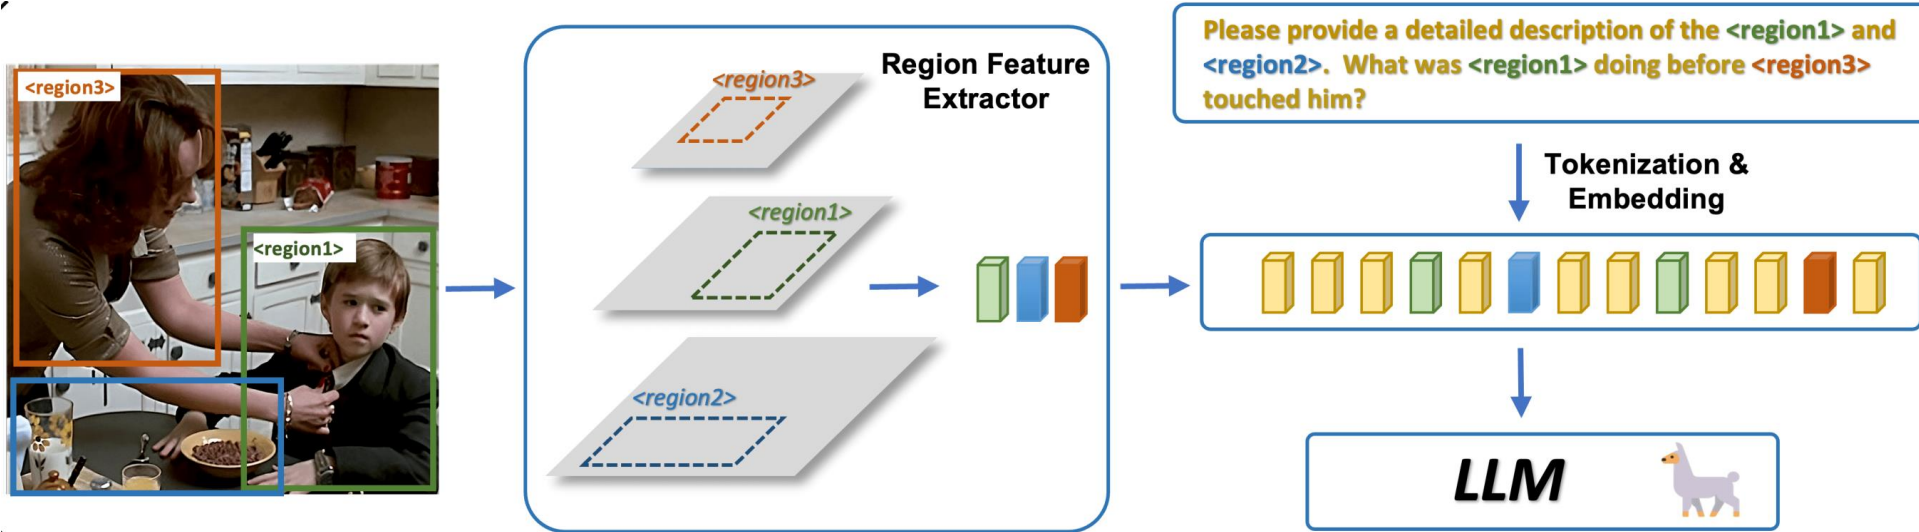 <region3>
<region1>
Region Feature
Extractor
<region3>
<region1>
<region2>
Please provide a detailed description of the <region1> and
<region2>. What was <region1> doing before <region3>
touched him?
Tokenization &
Embedding
LLM